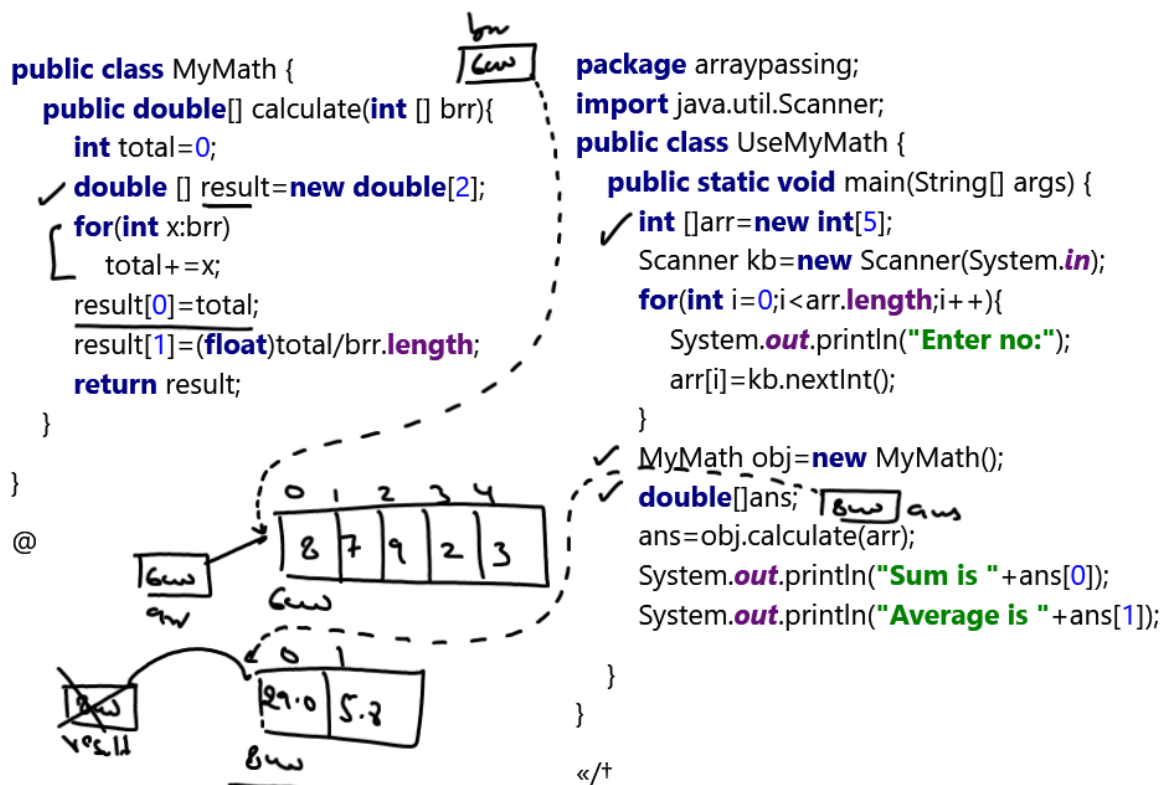 brr
6000
public class MyMath {
public double[] calculate(int [] brr){
int total=0;
double [] result=new double[2];
for(int x:brr)
total+=x;
result[0]=total;
result[1]=(float)total/brr.length;
return result;
}
}
@
0 1 2 3 4
8 7 9 2 3
6000
arr
6000
0 1
29.0 5.8
8000
result
8000
package arraypassing;
import java.util.Scanner;
public class UseMyMath {
public static void main(String[] args) {
int []arr=new int[5];
Scanner kb=new Scanner(System.in);
for(int i=0;i<arr.length;i++){
System.out.println("Enter no:");
arr[i]=kb.nextInt();
}
MyMath obj=new MyMath();
double[]ans; 8000 ans
ans=obj.calculate(arr);
System.out.println("Sum is "+ans[0]);
System.out.println("Average is "+ans[1]);
}
}
«/†